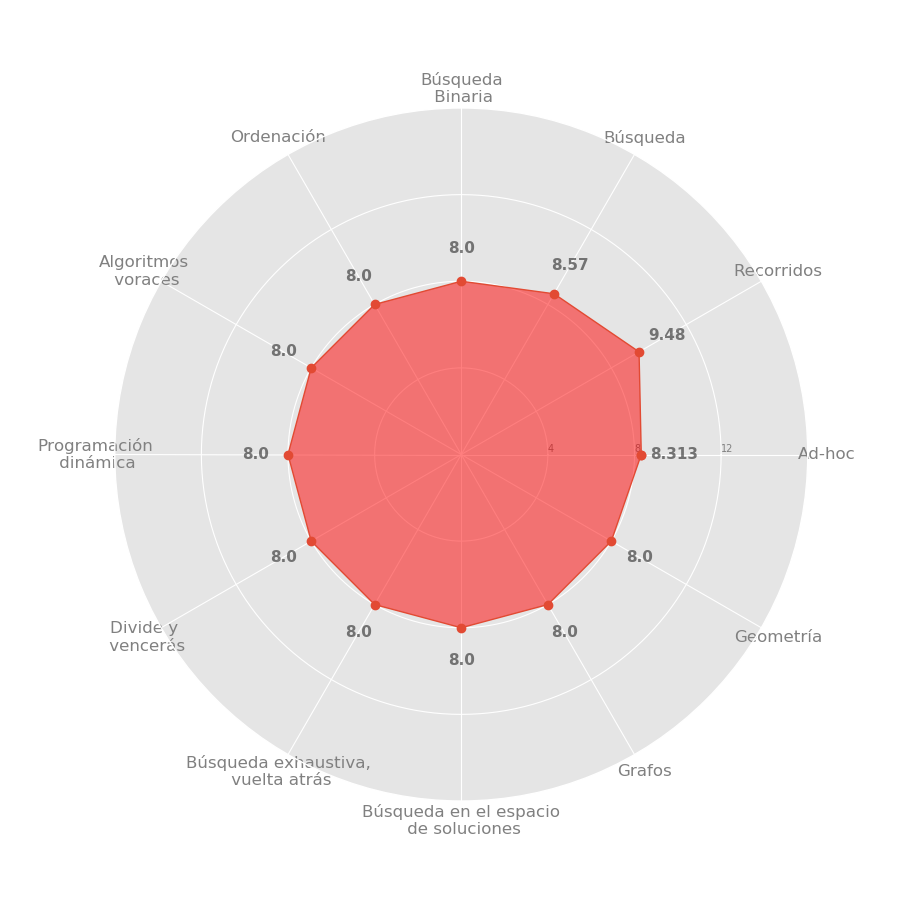 Búsqueda
Binaria
Ordenación
Búsqueda
8.0
Algoritmos
voraces
8.0
8.57
Recorridos
8.0
9.48
Programación
dinámica
8.0
4
8
12
8.313
Ad-hoc
8.0
8.0
Divide y
vencerás
8.0
8.0
Geometría
8.0
Búsqueda exhaustiva,
vuelta atrás
Grafos
Búsqueda en el espacio
de soluciones